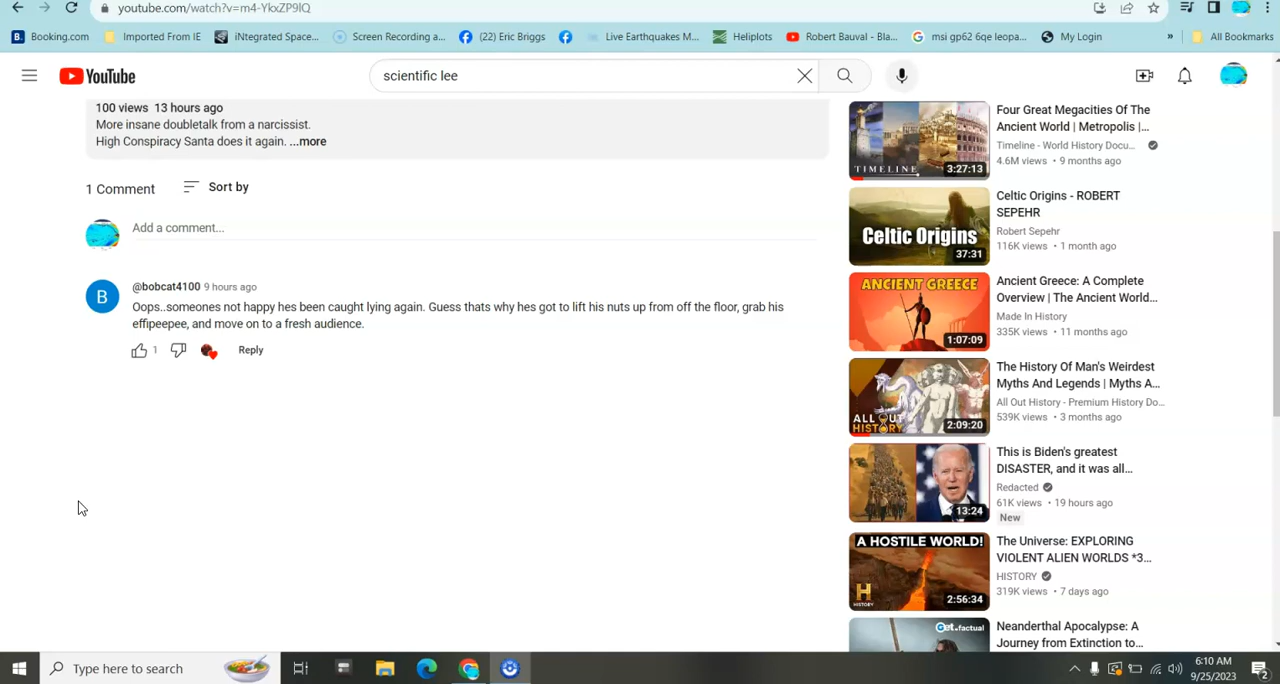 youtube.com/watch?v=m4-YkxZP9lQ
B. Booking.com
Imported From IE
iNtegrated Space...
Screen Recording a...
(22) Eric Briggs
Live Earthquakes M...
Heliplots
Robert Bauval - Bla...
msi gp62 6qe leopa...
My Login
»
All Bookmarks
YouTube
scientific lee
100 views 13 hours ago
More insane doubletalk from a narcissist.
High Conspiracy Santa does it again. ...more
1 Comment
Sort by
Add a comment...
B
@bobcat4100 9 hours ago
Oops..someones not happy hes been caught lying again. Guess thats why hes got to lift his nuts up from off the floor, grab his
effipeepee, and move on to a fresh audience.
1
Reply
TIMELINE
3:27:13
Four Great Megacities Of The
Ancient World | Metropolis |...
Timeline - World History Docu...
4.6M views • 9 months ago
Celtic Origins
37:31
Celtic Origins - ROBERT
SEPEHR
Robert Sepehr
116K views • 1 month ago
ANCIENT GREECE
1:07:09
Ancient Greece: A Complete
Overview | The Ancient World...
Made In History
335K views • 11 months ago
ALL OUT
HISTORY
2:09:20
The History Of Man's Weirdest
Myths And Legends | Myths A...
All Out History - Premium History Do...
539K views • 3 months ago
13:24
This is Biden's greatest
DISASTER, and it was all...
Redacted
61K views • 19 hours ago
New
A HOSTILE WORLD!
H
HISTORY
2:56:34
The Universe: EXPLORING
VIOLENT ALIEN WORLDS *3...
HISTORY
319K views • 7 days ago
Get.factual
Neanderthal Apocalypse: A
Journey from Extinction to...
Type here to search
6:10 AM
9/25/2023
2